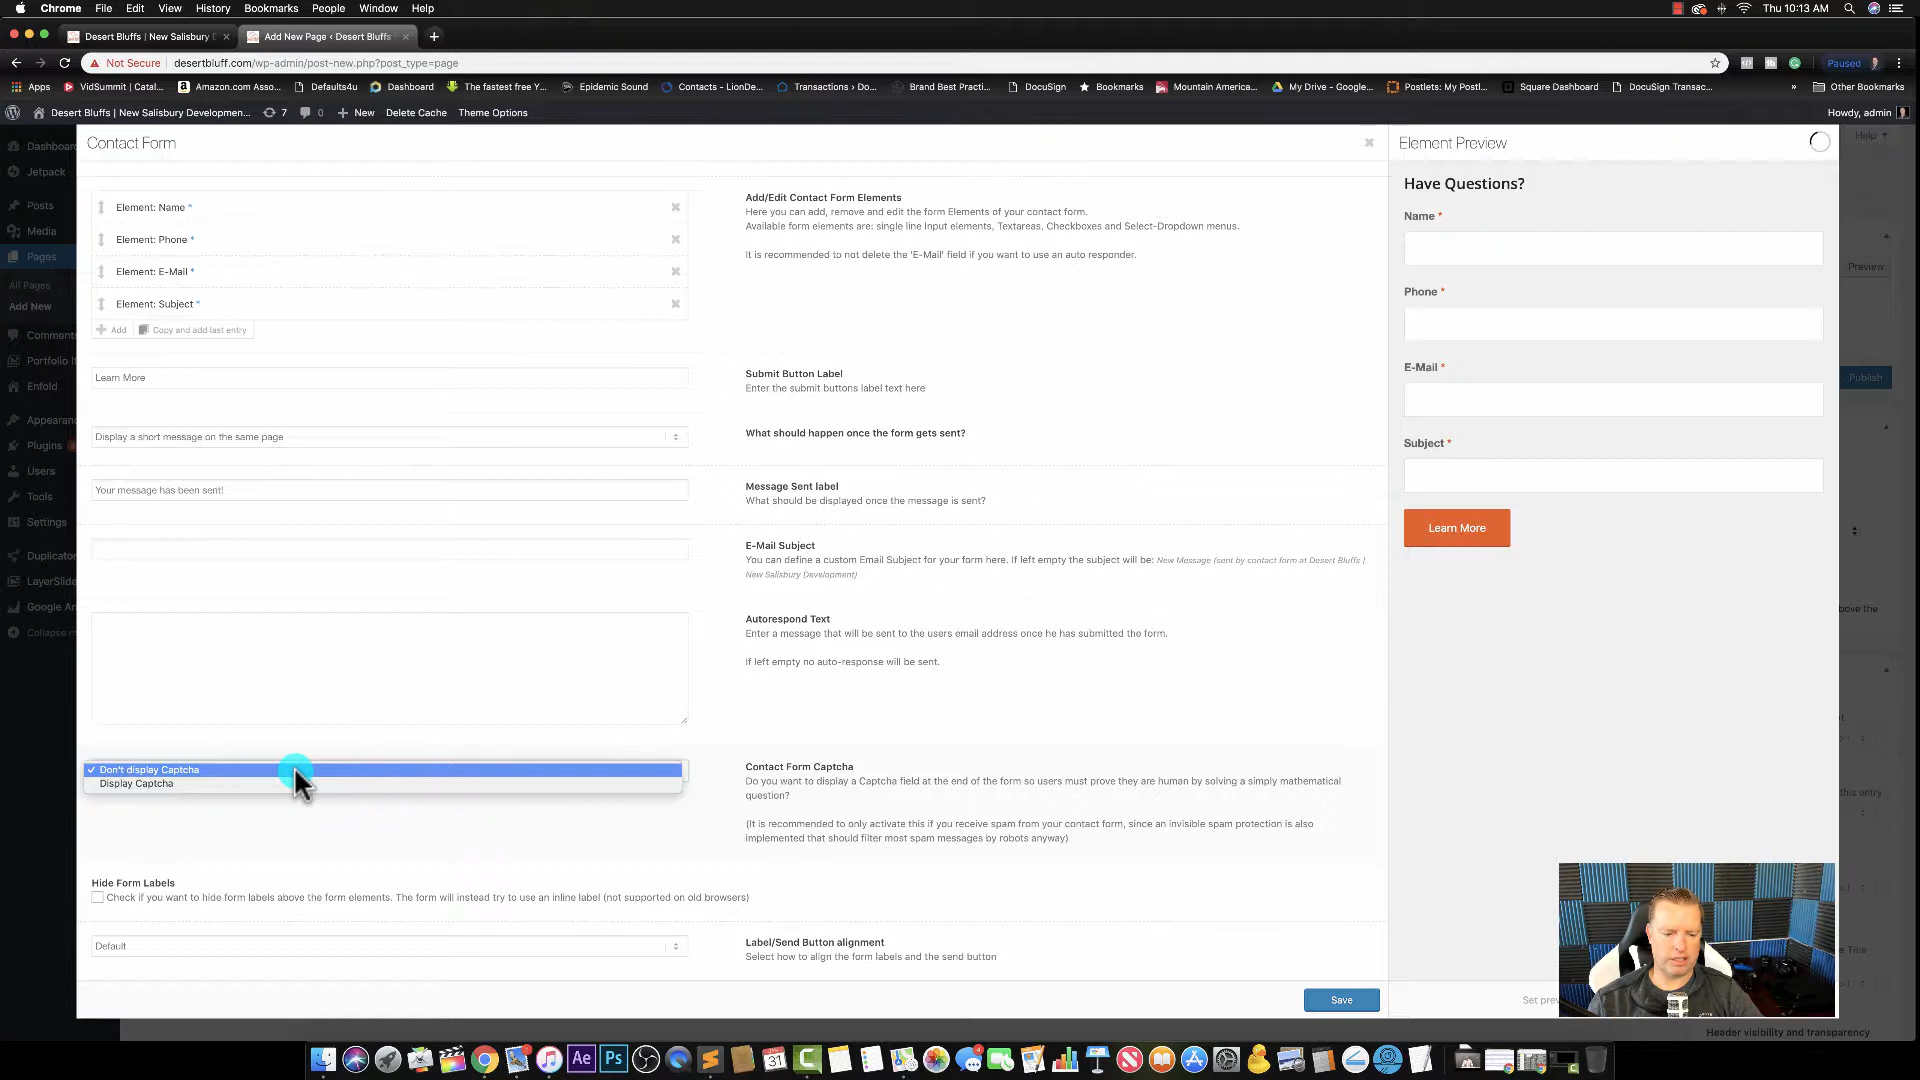 Chrome File Edit View History Bookmarks People Window Help Thu 10:13 AM
Desert Bluffs | New Salisbury D Add New Page ‹ Desert Bluffs
Not Secure desertbluff.com/wp-admin/post-new.php?post_type=page Paused
Apps VidSummit | Catal... Amazon.com Asso... Defaults4u Dashboard The fastest free Y... Epidemic Sound Contacts - LionDe... Transactions › Do... Brand Best Practi... DocuSign Bookmarks Mountain America... My Drive - Google... Postlets: My Postl... Square Dashboard DocuSign Transac... » Other Bookmarks
Desert Bluffs | New Salisbury Developmen... 7 0 New Delete Cache Theme Options Howdy, admin
Contact Form Element Preview
Help
Dashboard
Jetpack
Posts
Media
Pages
All Pages
Add New
Comments
Portfolio It
Enfold
Appearanc
Plugins
Users
Tools
Settings
Duplicator
LayerSlide
Google An
Collapse m
Element: Name *
Element: Phone *
Element: E-Mail *
Element: Subject *
Add Copy and add last entry
Add/Edit Contact Form Elements
Here you can add, remove and edit the form Elements of your contact form.
Available form elements are: single line Input elements, Textareas, Checkboxes and Select-Dropdown menus.
It is recommended to not delete the 'E-Mail' field if you want to use an auto responder.
Learn More
Submit Button Label
Enter the submit buttons label text here
Display a short message on the same page
What should happen once the form gets sent?
Your message has been sent!
Message Sent label
What should be displayed once the message is sent?
E-Mail Subject
You can define a custom Email Subject for your form here. If left empty the subject will be: New Message (sent by contact form at Desert Bluffs |
New Salisbury Development)
Autorespond Text
Enter a message that will be sent to the users email address once he has submitted the form.
If left empty no auto-response will be sent.
✓ Don't display Captcha
Display Captcha
Contact Form Captcha
Do you want to display a Captcha field at the end of the form so users must prove they are human by solving a simply mathematical
question?
(It is recommended to only activate this if you receive spam from your contact form, since an invisible spam protection is also
implemented that should filter most spam messages by robots anyway)
Hide Form Labels
Check if you want to hide form labels above the form elements. The form will instead try to use an inline label (not supported on old browsers)
Default
Label/Send Button alignment
Select how to align the form labels and the send button
Save
Have Questions?
Name *
Phone *
E-Mail *
Subject *
Learn More
Preview
Publish
above the
this entry
Set prev
Header visibility and transparency
Ae Ps
31